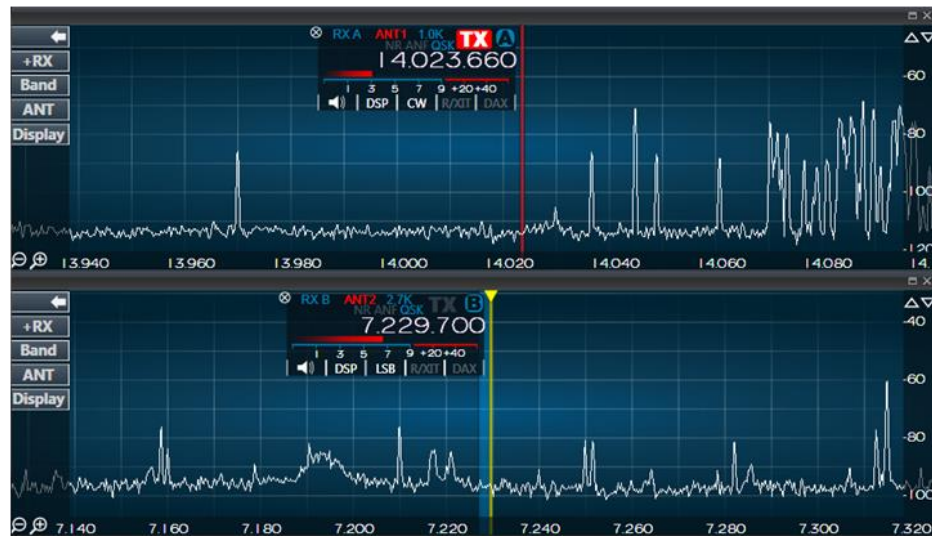 RX A ANT1 1.0K TX A
NR ANF QSK
14.023.660
1 3 5 7 9 +20 +40
DSP CW R/XIT DAX
+RX
Band
ANT
Display
-60
-80
-100
-120
13.940 13.960 13.980 14.000 14.020 14.040 14.060 14.080 14.
RX B ANT2 2.7K TX B
NR ANF QSK
7.229.700
1 3 5 7 9 +20 +40
DSP LSB R/XIT DAX
+RX
Band
ANT
Display
-40
-60
-80
-100
7.140 7.160 7.180 7.200 7.220 7.240 7.260 7.280 7.300 7.320